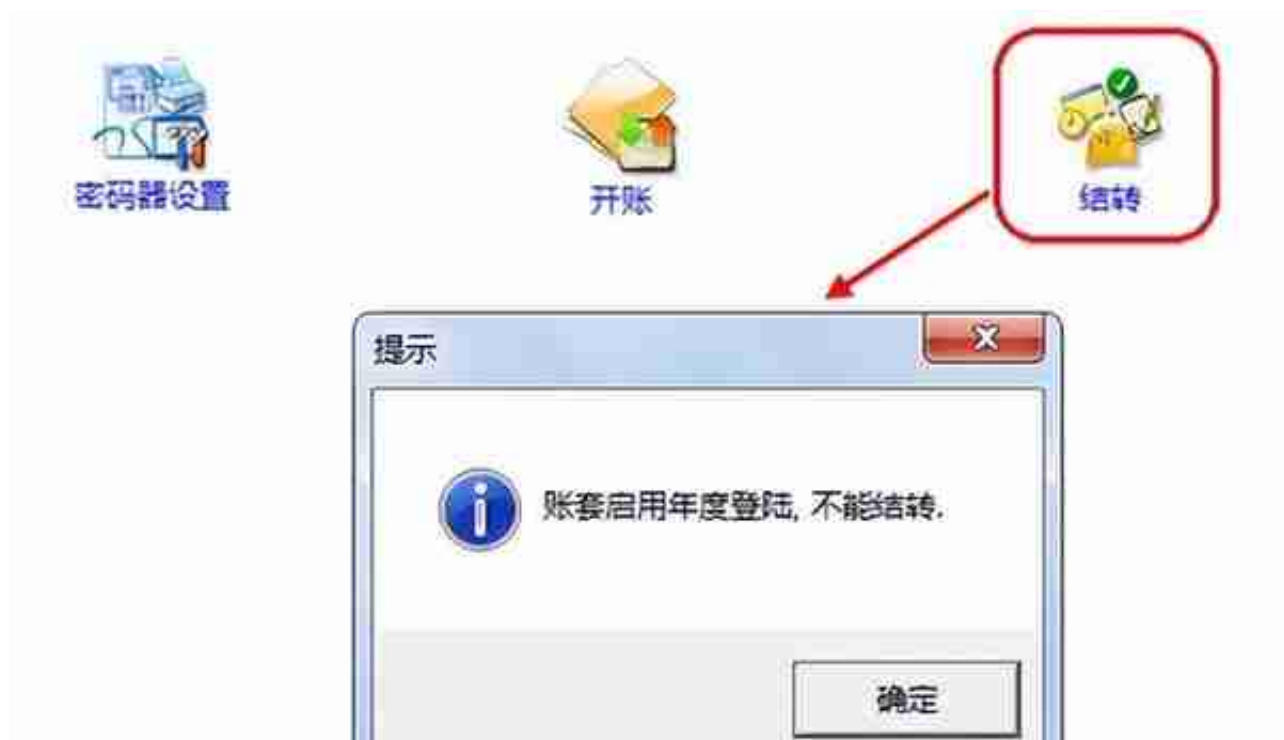 密码器设置
开账
结转
提示
账套启用年度登陆, 不能结转.
确定